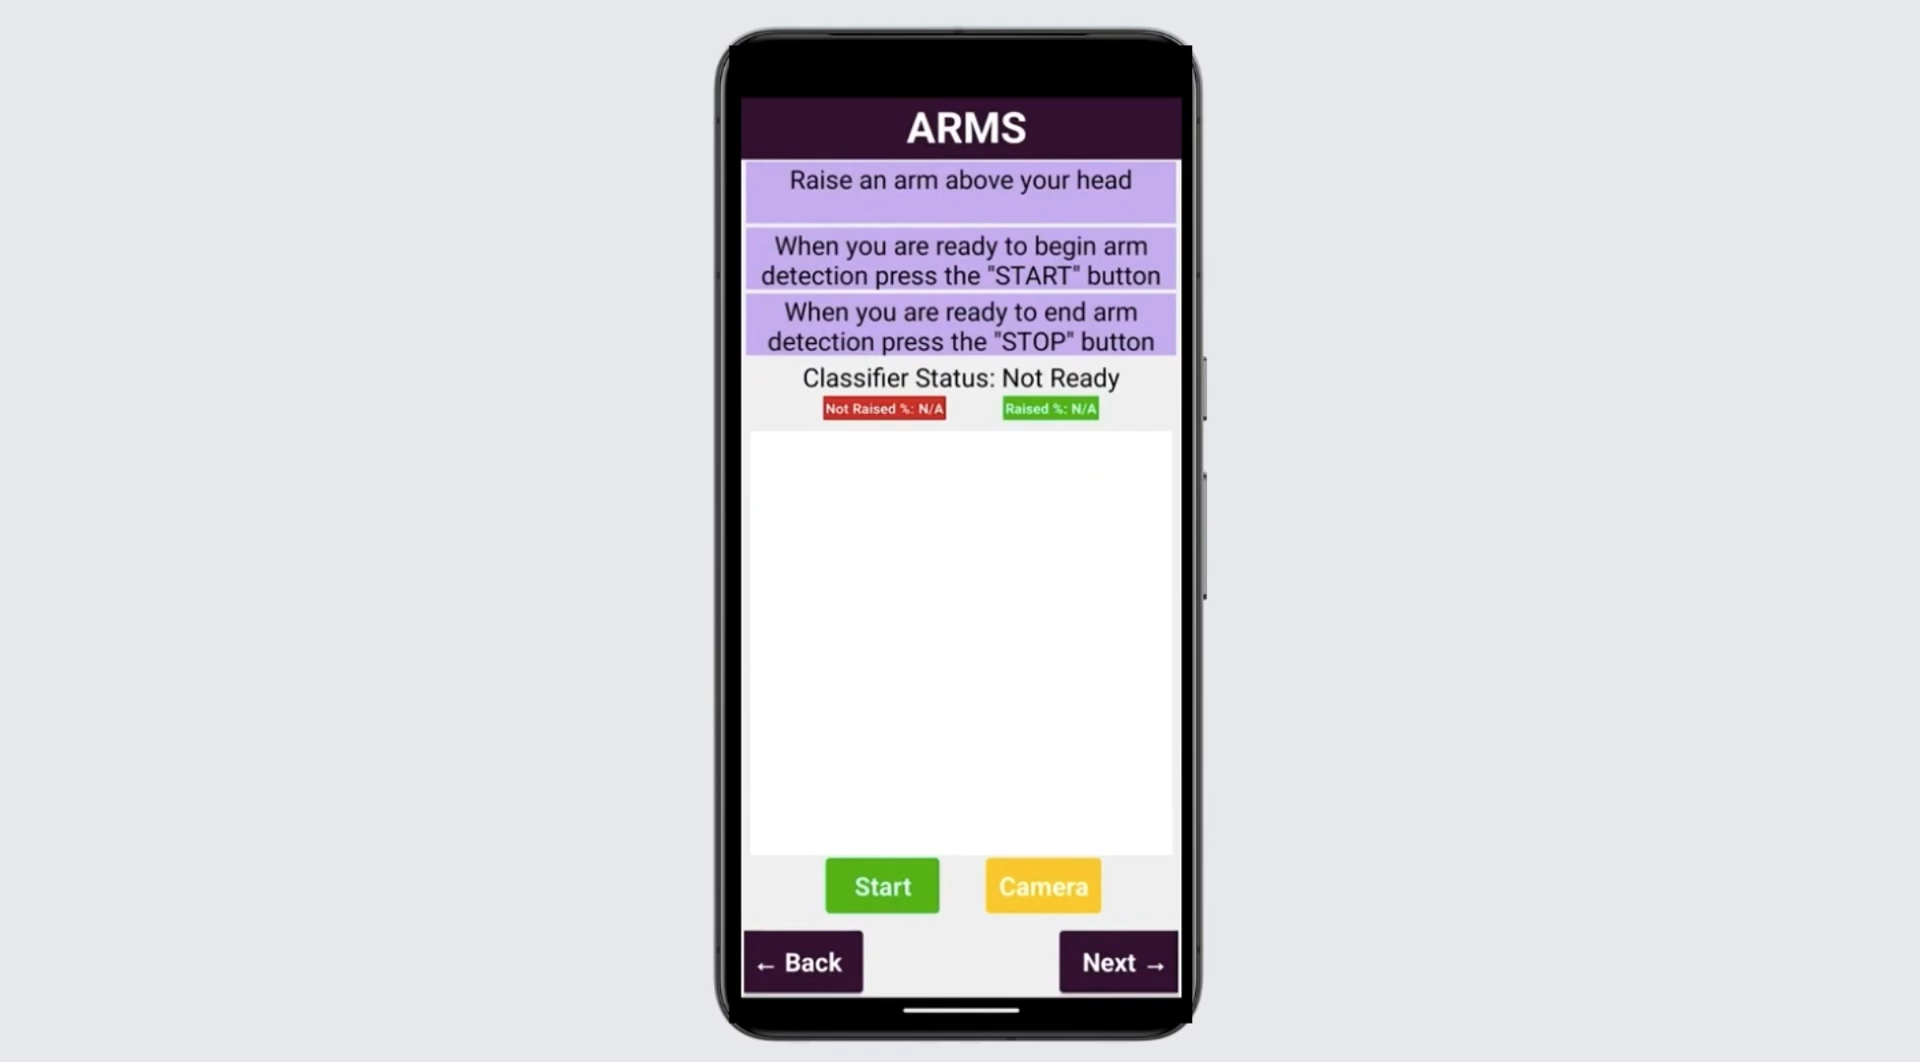 ARMS
Raise an arm above your head
When you are ready to begin arm
detection press the "START" button
When you are ready to end arm
detection press the "STOP" button
Classifier Status: Not Ready
Not Raised %: N/A Raised %: N/A
Start Camera
← Back Next →